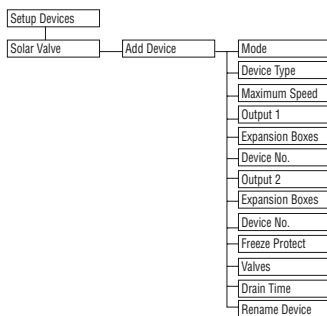 Setup Devices
Solar Valve
Add Device
Mode
Device Type
Maximum Speed
Output 1
Expansion Boxes
Device No.
Output 2
Expansion Boxes
Device No.
Freeze Protect
Valves
Drain Time
Rename Device